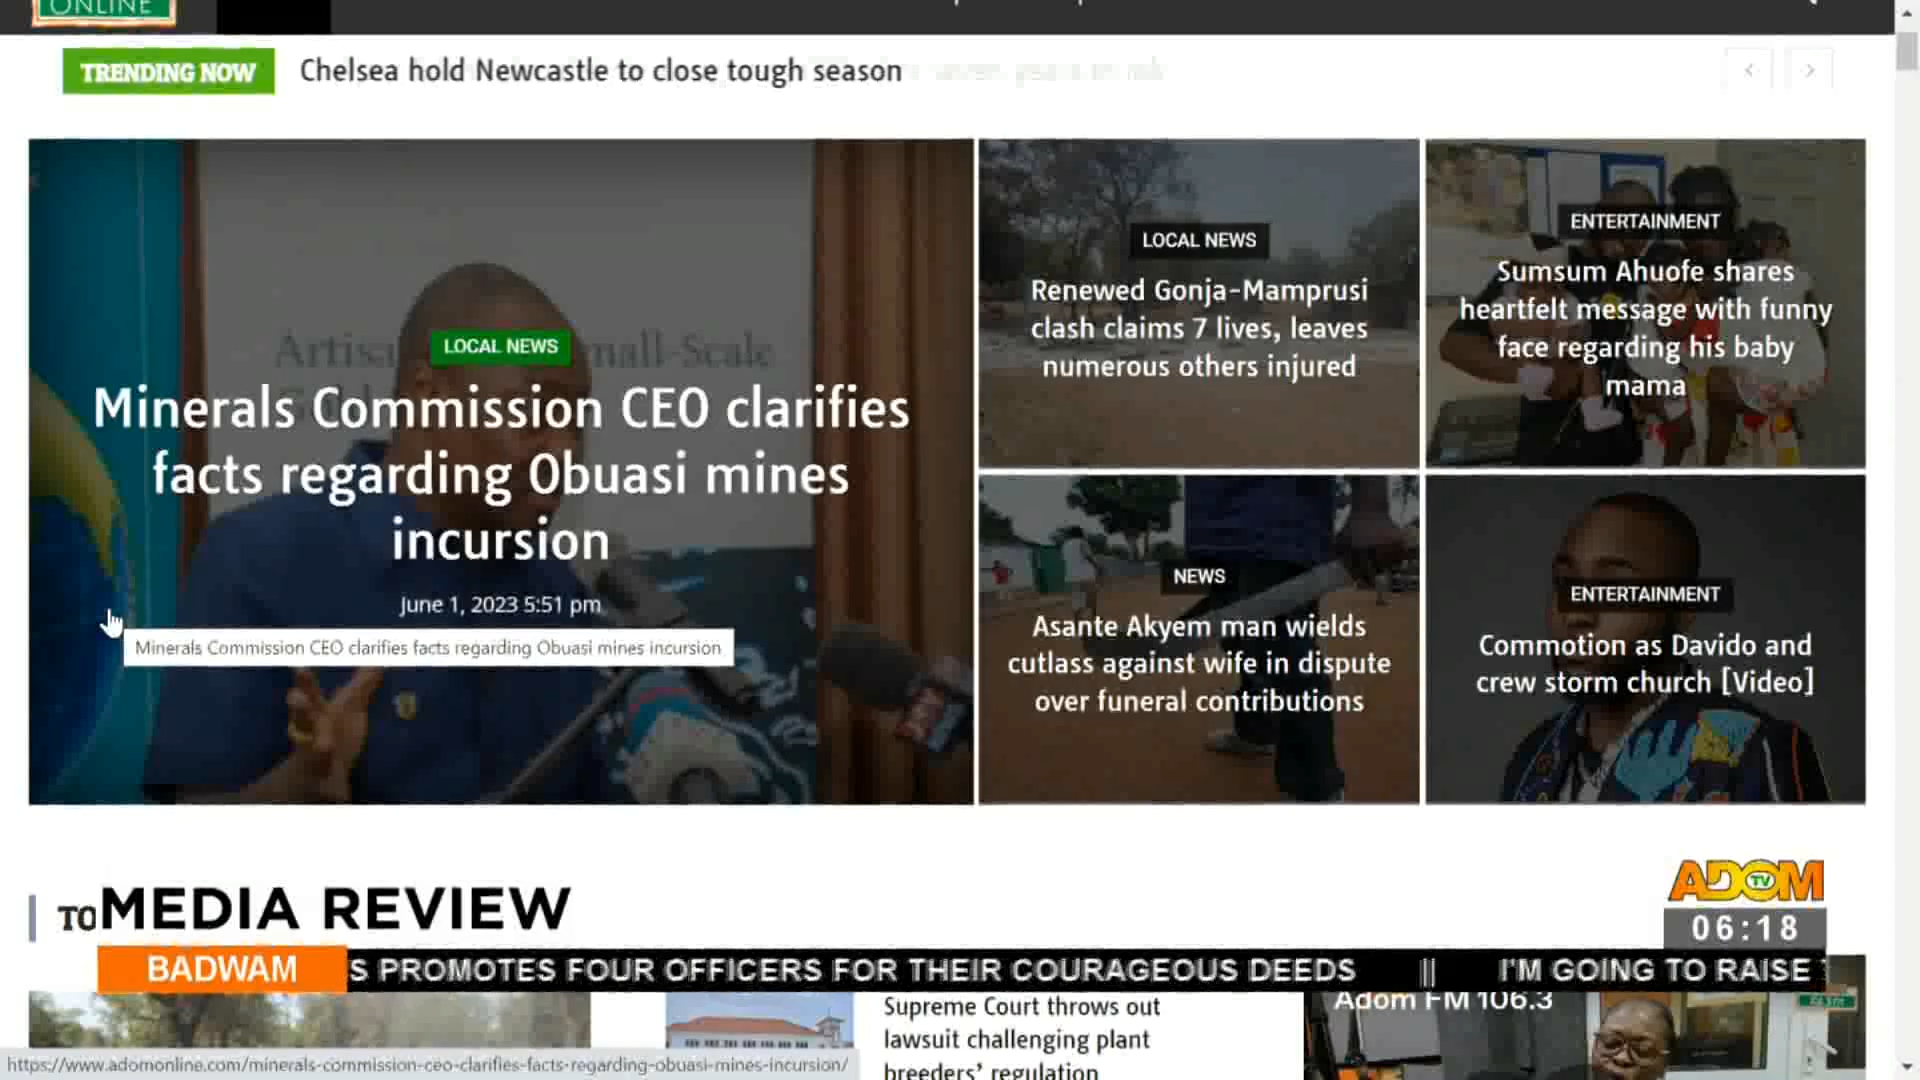 ONLINE
TRENDING NOW
Chelsea hold Newcastle to close tough season
LOCAL NEWS
Minerals Commission CEO clarifies
facts regarding Obuasi mines
incursion
June 1, 2023 5:51 pm
Minerals Commission CEO clarifies facts regarding Obuasi mines incursion
LOCAL NEWS
Renewed Gonja-Mamprusi
clash claims 7 lives, leaves
numerous others injured
ENTERTAINMENT
Sumsum Ahuofe shares
heartfelt message with funny
face regarding his baby
mama
NEWS
Asante Akyem man wields
cutlass against wife in dispute
over funeral contributions
ENTERTAINMENT
Commotion as Davido and
crew storm church [Video]
TO
MEDIA REVIEW
ADOM TV
06:18
BADWAM
S PROMOTES FOUR OFFICERS FOR THEIR COURAGEOUS DEEDS || I'M GOING TO RAISE
Supreme Court throws out
lawsuit challenging plant
breeders' regulation
Adom FM 106.3
https://www.adomonline.com/minerals-commission-ceo-clarifies-facts-regarding-obuasi-mines-incursion/